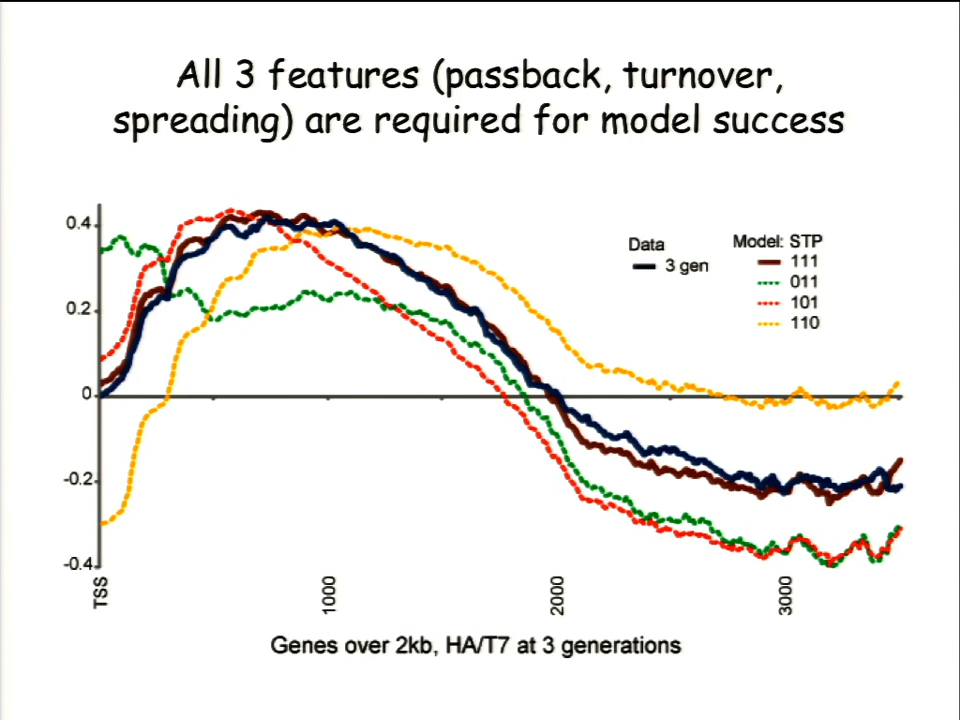 All 3 features (passback, turnover,
spreading) are required for model success
0.4
0.2
0
-0.2
-0.4
Data
3 gen
Model: STP
111
011
101
110
TSS
1000
2000
3000
Genes over 2kb, HA/T7 at 3 generations